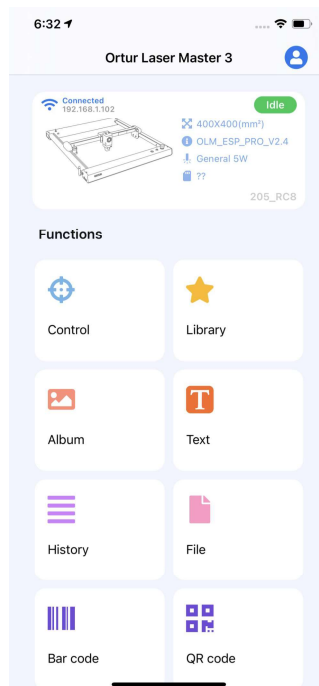 6:32
Ortur Laser Master 3
Connected
192.168.1.102
Idle
400X400(mm²)
OLM_ESP_PRO_V2.4
General 5W
??
205_RC8
Functions
Control
Library
Album
T
Text
History
File
Bar code
QR code